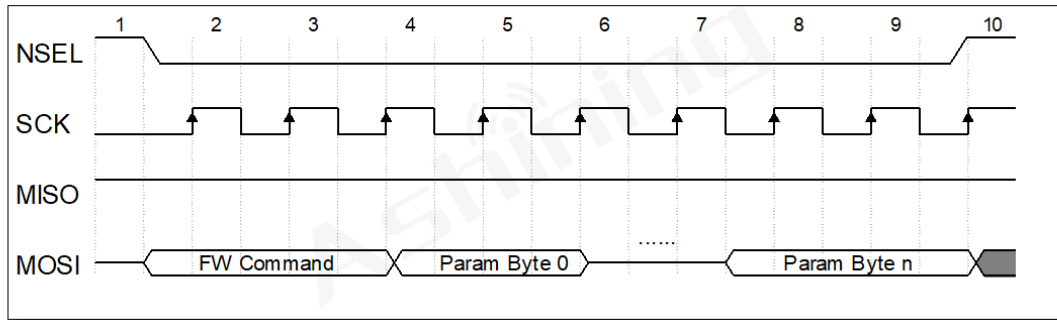 1 2 3 4 5 6 7 8 9 10
NSEL
SCK
MISO
......
MOSI FW Command Param Byte 0 Param Byte n
Ashining